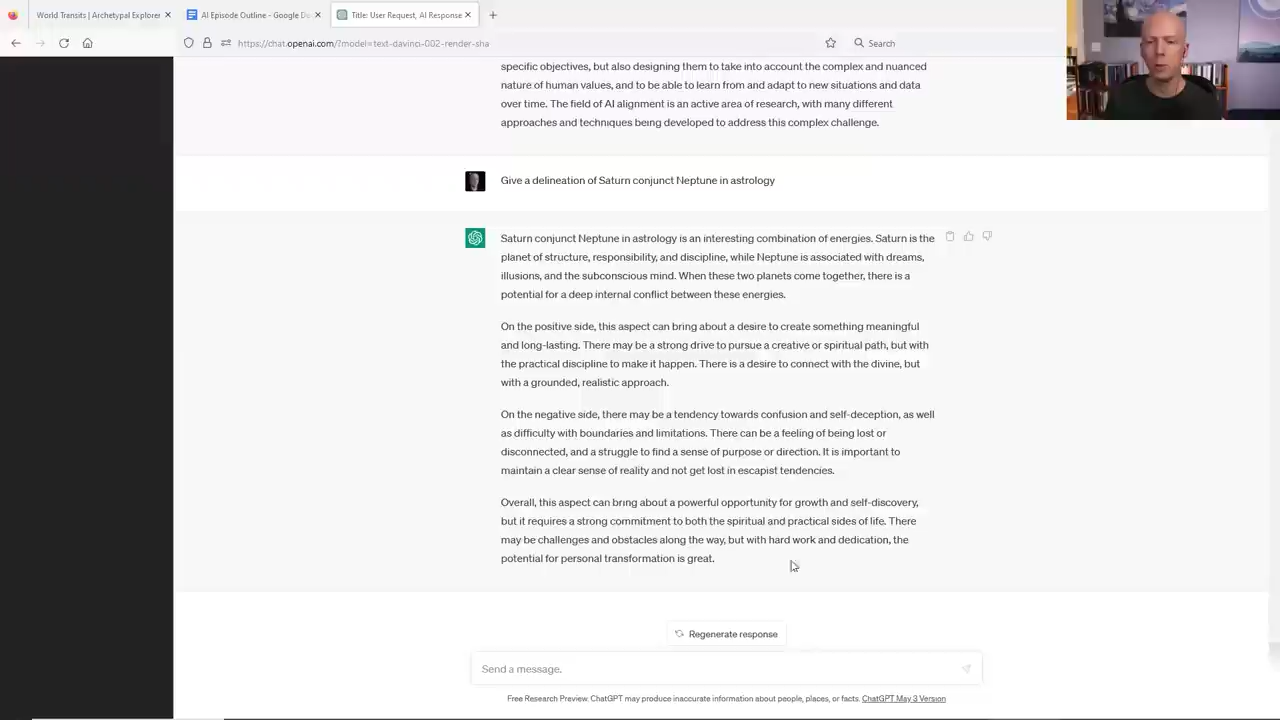 World Transits | Archetypal Explorer
AI Episode Outline - Google Do
Title: User Request, AI Response
https://chat.openai.com/?model=text-davinci-002-render-sha
Search
specific objectives, but also designing them to take into account the complex and nuanced
nature of human values, and to be able to learn from and adapt to new situations and data
over time. The field of AI alignment is an active area of research, with many different
approaches and techniques being developed to address this complex challenge.
Give a delineation of Saturn conjunct Neptune in astrology
Saturn conjunct Neptune in astrology is an interesting combination of energies. Saturn is the
planet of structure, responsibility, and discipline, while Neptune is associated with dreams,
illusions, and the subconscious mind. When these two planets come together, there is a
potential for a deep internal conflict between these energies.
On the positive side, this aspect can bring about a desire to create something meaningful
and long-lasting. There may be a strong drive to pursue a creative or spiritual path, but with
the practical discipline to make it happen. There is a desire to connect with the divine, but
with a grounded, realistic approach.
On the negative side, there may be a tendency towards confusion and self-deception, as well
as difficulty with boundaries and limitations. There can be a feeling of being lost or
disconnected, and a struggle to find a sense of purpose or direction. It is important to
maintain a clear sense of reality and not get lost in escapist tendencies.
Overall, this aspect can bring about a powerful opportunity for growth and self-discovery,
but it requires a strong commitment to both the spiritual and practical sides of life. There
may be challenges and obstacles along the way, but with hard work and dedication, the
potential for personal transformation is great.
Regenerate response
Send a message.
Free Research Preview. ChatGPT may produce inaccurate information about people, places, or facts. ChatGPT May 3 Version